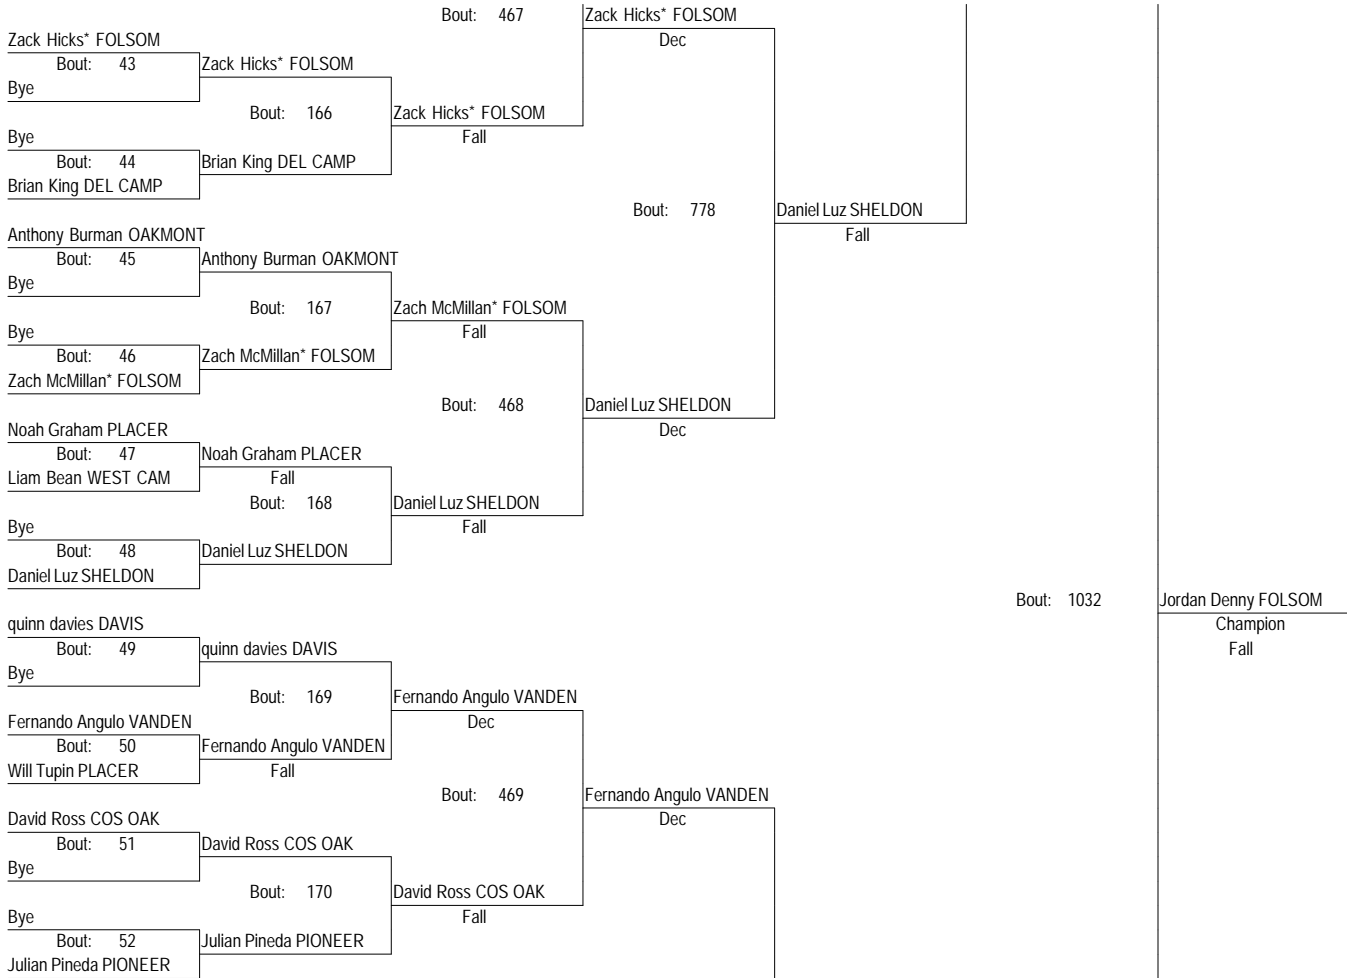 Bout: 467 Zack Hicks* FOLSOM
Zack Hicks* FOLSOM Dec
Bout: 43 Zack Hicks* FOLSOM
Bye
Bout: 166 Zack Hicks* FOLSOM
Bye Fall
Bout: 44 Brian King DEL CAMP
Brian King DEL CAMP
Bout: 778 Daniel Luz SHELDON
Anthony Burman OAKMONT Fall
Bout: 45 Anthony Burman OAKMONT
Bye
Bout: 167 Zach McMillan* FOLSOM
Bye Fall
Bout: 46 Zach McMillan* FOLSOM
Zach McMillan* FOLSOM
Bout: 468 Daniel Luz SHELDON
Noah Graham PLACER Dec
Bout: 47 Noah Graham PLACER
Liam Bean WEST CAM Fall
Bout: 168 Daniel Luz SHELDON
Bye Fall
Bout: 48 Daniel Luz SHELDON
Daniel Luz SHELDON
Bout: 1032 Jordan Denny FOLSOM
quinn davies DAVIS Champion
Bout: 49 quinn davies DAVIS Fall
Bye
Bout: 169 Fernando Angulo VANDEN
Fernando Angulo VANDEN Dec
Bout: 50 Fernando Angulo VANDEN
Will Tupin PLACER Fall
Bout: 469 Fernando Angulo VANDEN
David Ross COS OAK Dec
Bout: 51 David Ross COS OAK
Bye
Bout: 170 David Ross COS OAK
Bye Fall
Bout: 52 Julian Pineda PIONEER
Julian Pineda PIONEER